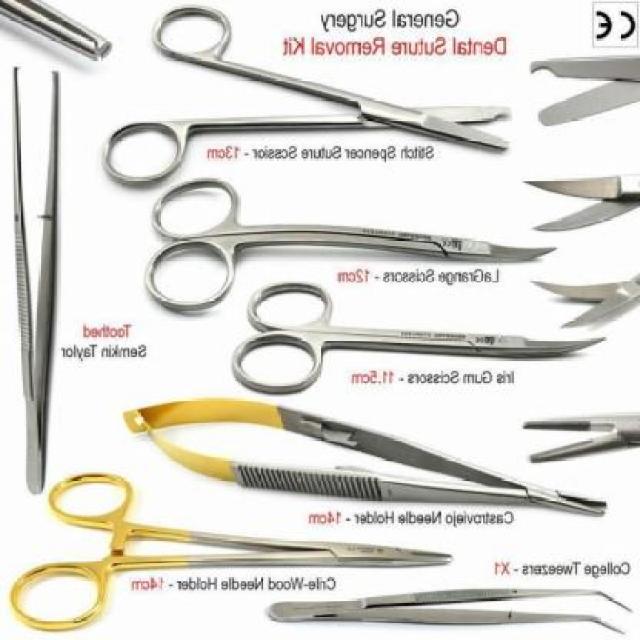 General Surgery
Dental Suture Removal Kit
CE
Stitch Spencer Suture Scssior - 13cm
LaGrange Scissors - 12cm
Toothed
Semkin Taylor
Iris Gum Scissors - 11.5cm
Castroviejo Needle Holder - 14cm
College Tweezers - X1
Crile-Wood Needle Holder - 14cm